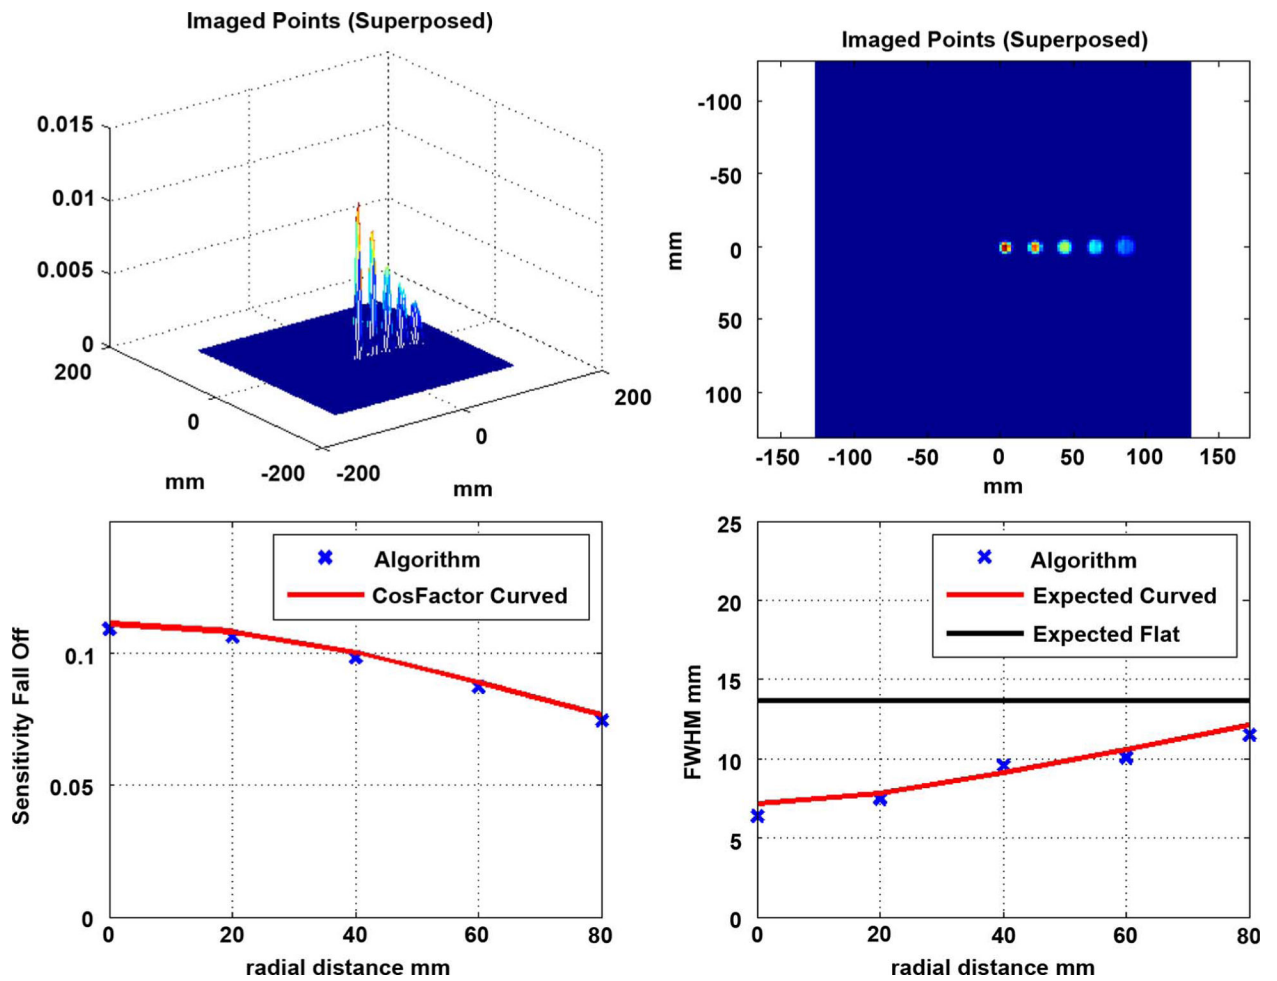 Imaged Points (Superposed)
0.015
0.01
0.005
0
200
0
-200
mm
-200
0
200
mm
Imaged Points (Superposed)
-100
-50
0
50
100
mm
-150 -100 -50 0 50 100 150
mm
Algorithm
CosFactor Curved
0.1
0.05
0
Sensitivity Fall Off
0 20 40 60 80
radial distance mm
Algorithm
Expected Curved
Expected Flat
25
20
15
10
5
0
FWHM mm
0 20 40 60 80
radial distance mm